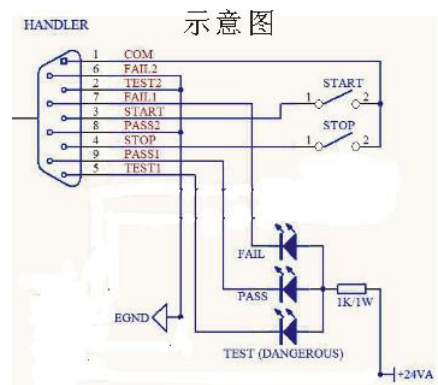 示意图
HANDLER
1 COM
6 FAIL2
2 TEST2
7 FAIL1
3 START
8 PASS2
4 STOP
9 PASS1
5 TEST1
START
1 2
STOP
1 2
FAIL
PASS
1K/1W
EGND
TEST (DANGEROUS)
+24VA